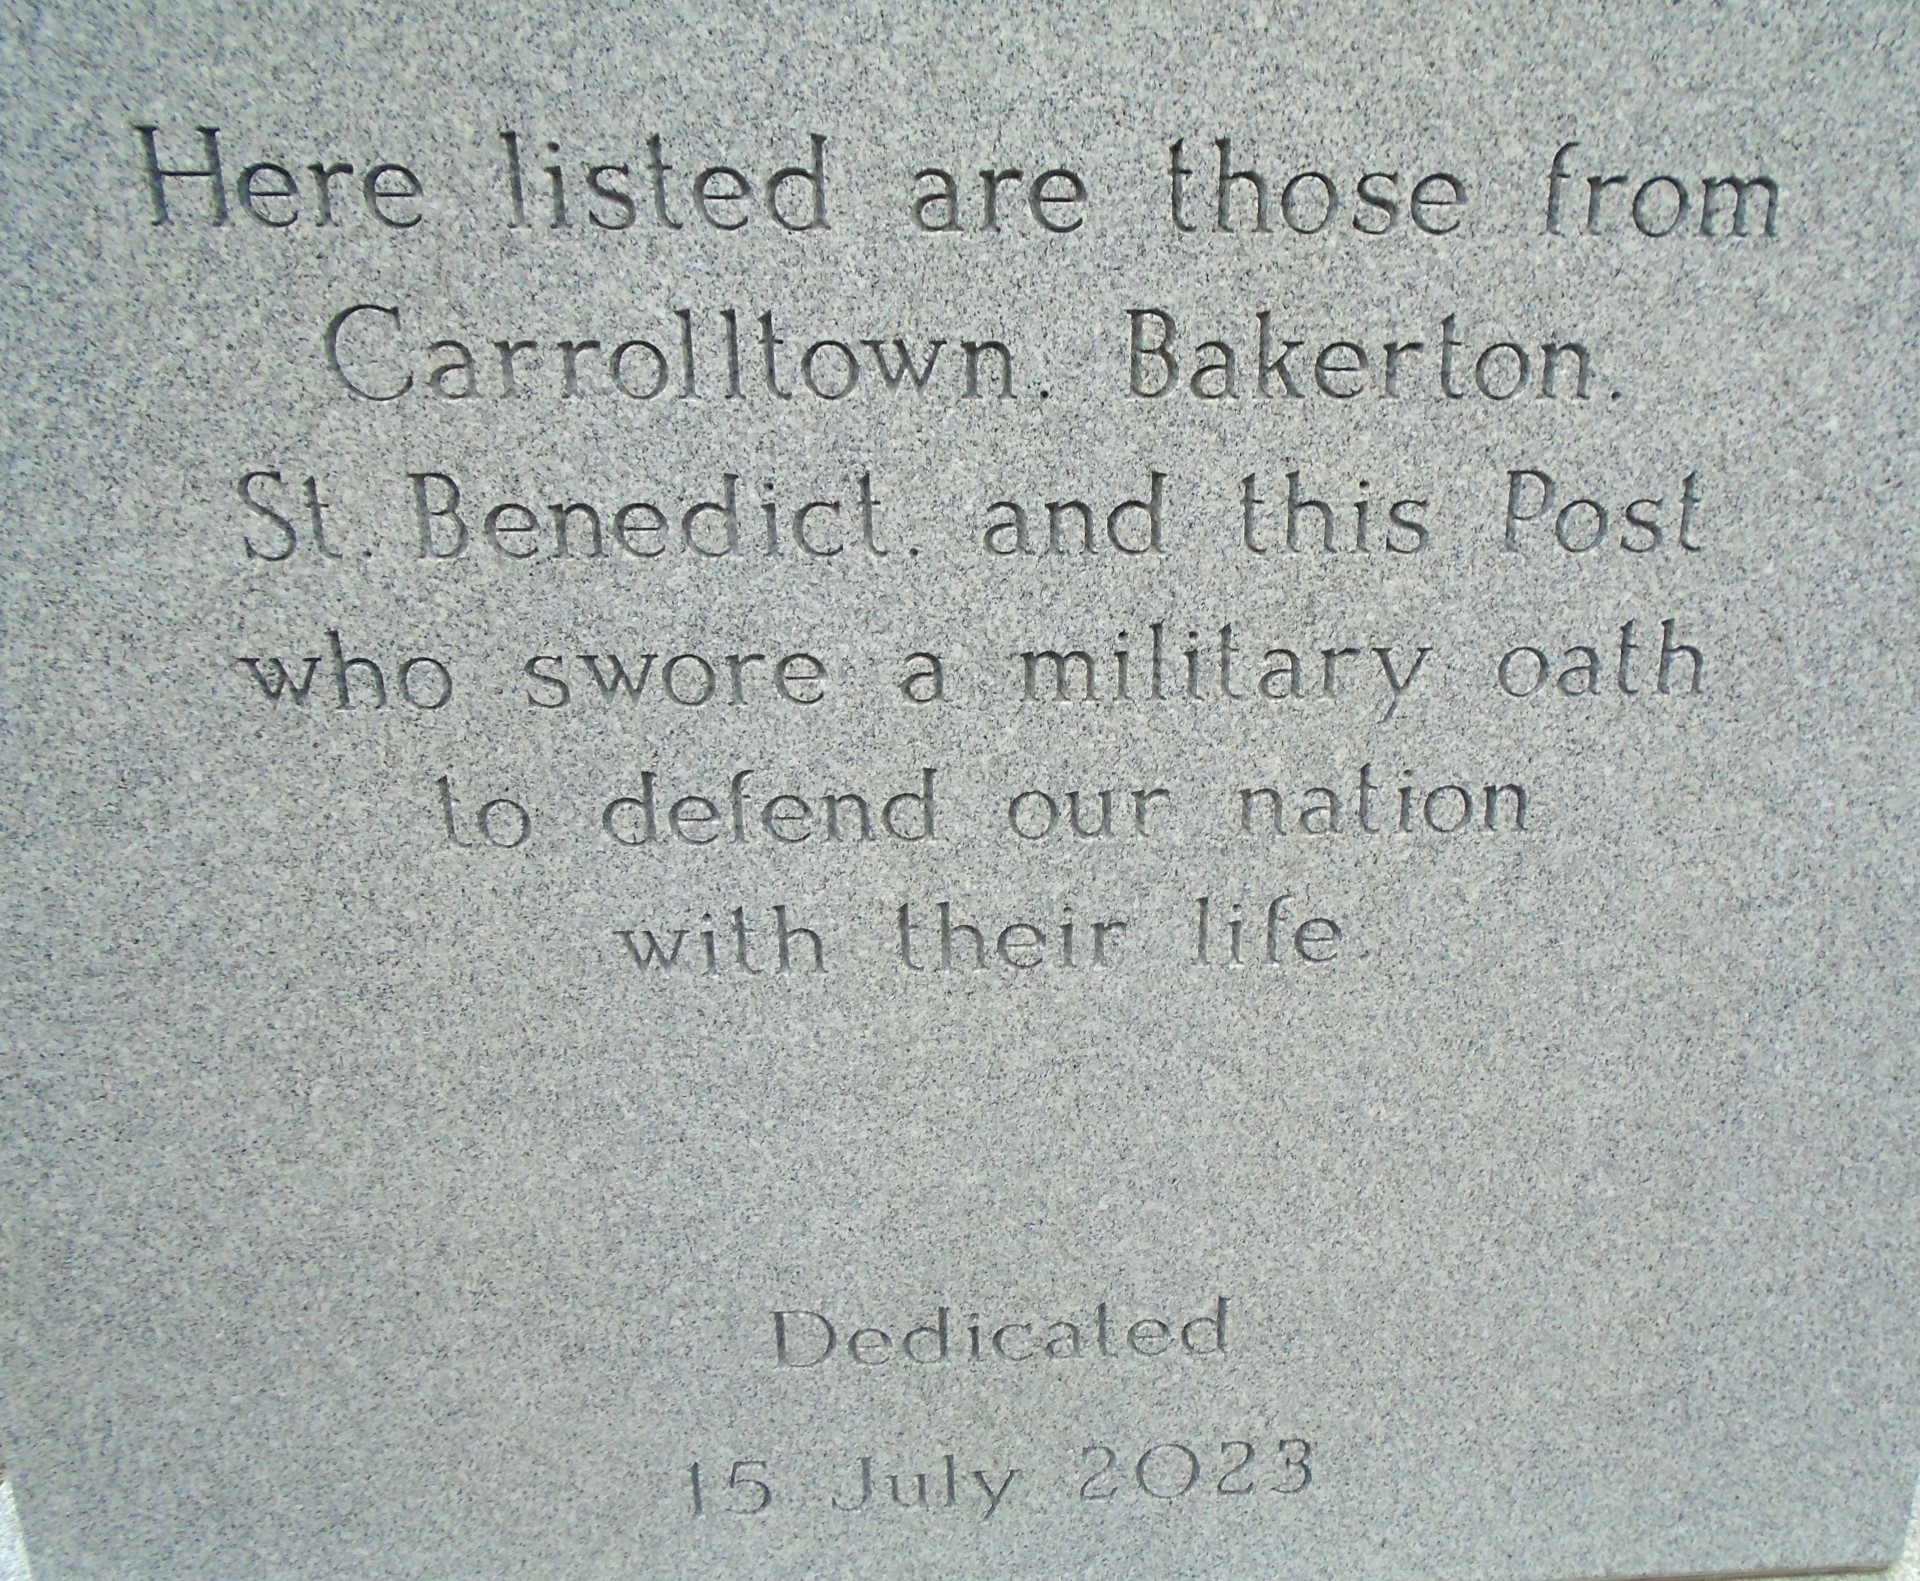 Here listed are those from
Carrolltown, Bakerton,
St. Benedict, and this Post
who swore a military oath
to defend our nation
with their life.
Dedicated
15 July 2023